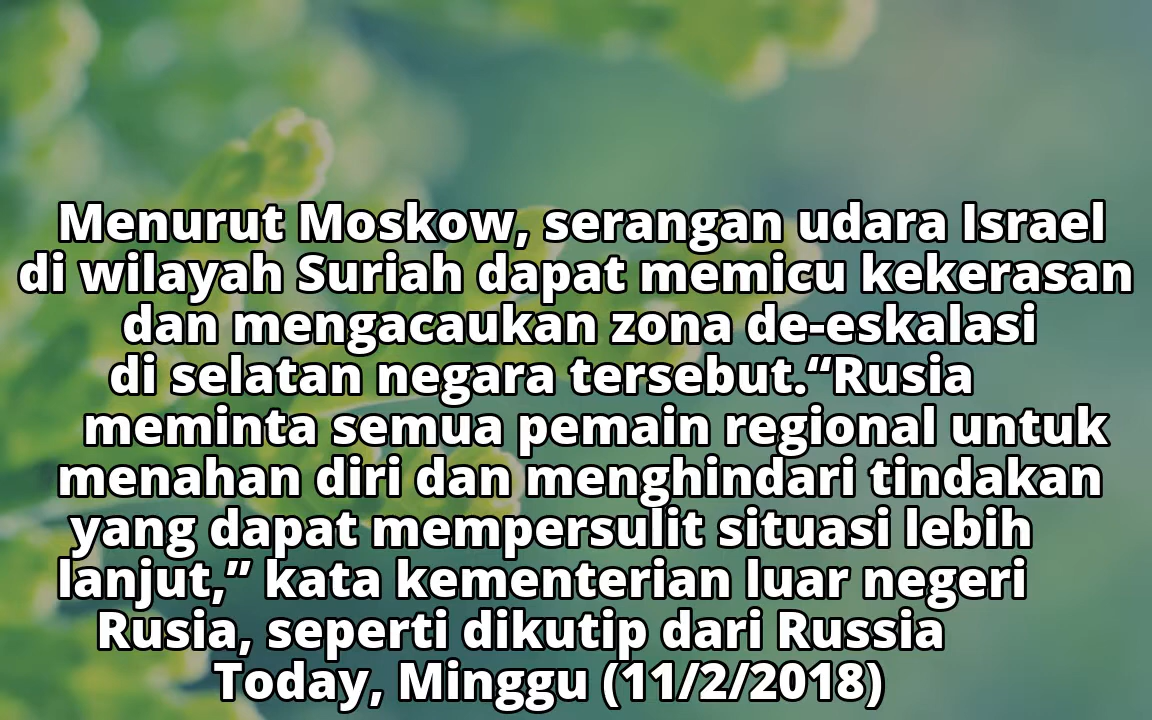 Menurut Moskow, serangan udara Israel
di wilayah Suriah dapat memicu kekerasan
dan mengacaukan zona de-eskalasi
di selatan negara tersebut.“Rusia
meminta semua pemain regional untuk
menahan diri dan menghindari tindakan
yang dapat mempersulit situasi lebih
lanjut,” kata kementerian luar negeri
Rusia, seperti dikutip dari Russia
Today, Minggu (11/2/2018)